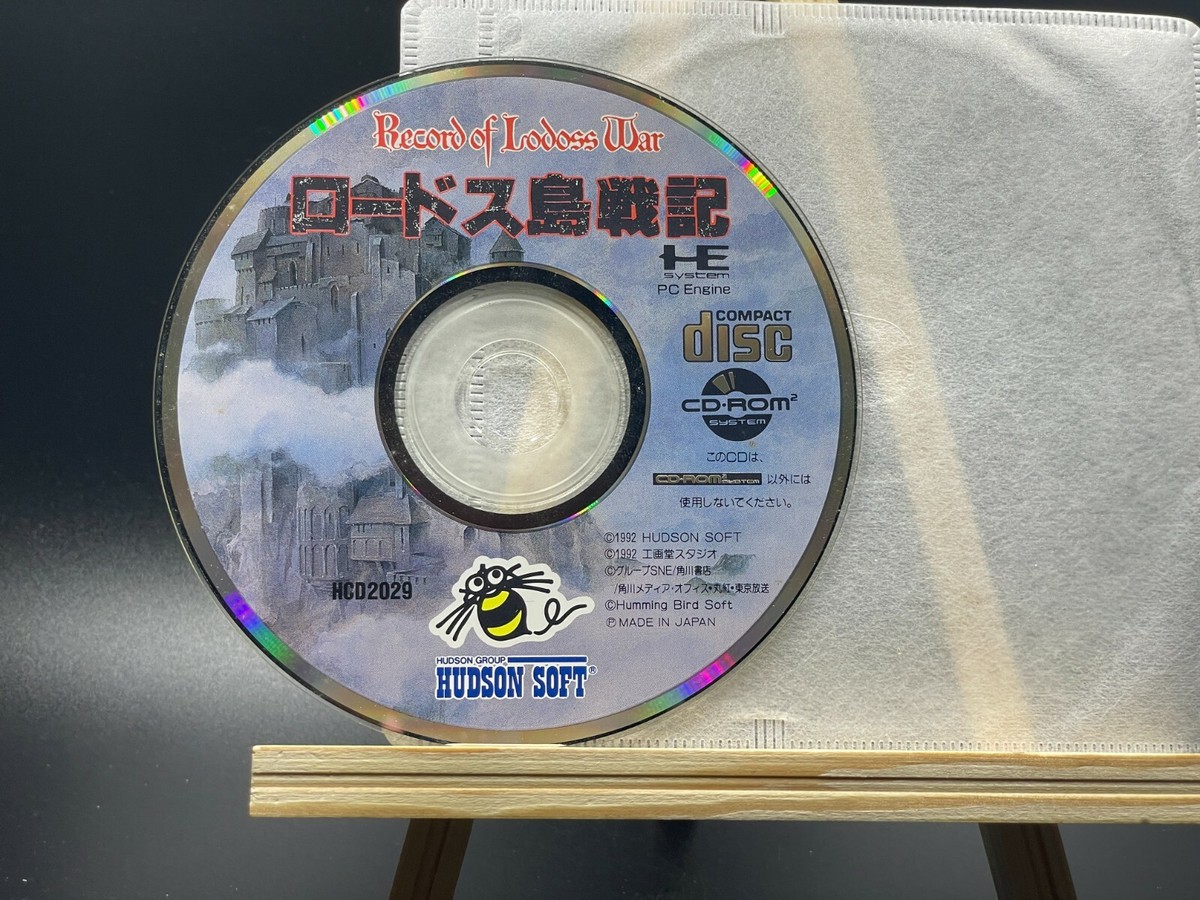 Record of Lodoss War
ロードス島戦記
HE
system
PC Engine
COMPACT
disc
CD-ROM²
SYSTEM
このCDは、
CD-ROM² SYSTEM 以外には
使用しないでください。
©1992 HUDSON SOFT
©1992 工画堂スタジオ
©グループSNE/角川書店
/角川メディア・オフィス・丸紅・東京放送
©Humming Bird Soft
℗ MADE IN JAPAN
HCD2029
HUDSON GROUP
HUDSON SOFT®